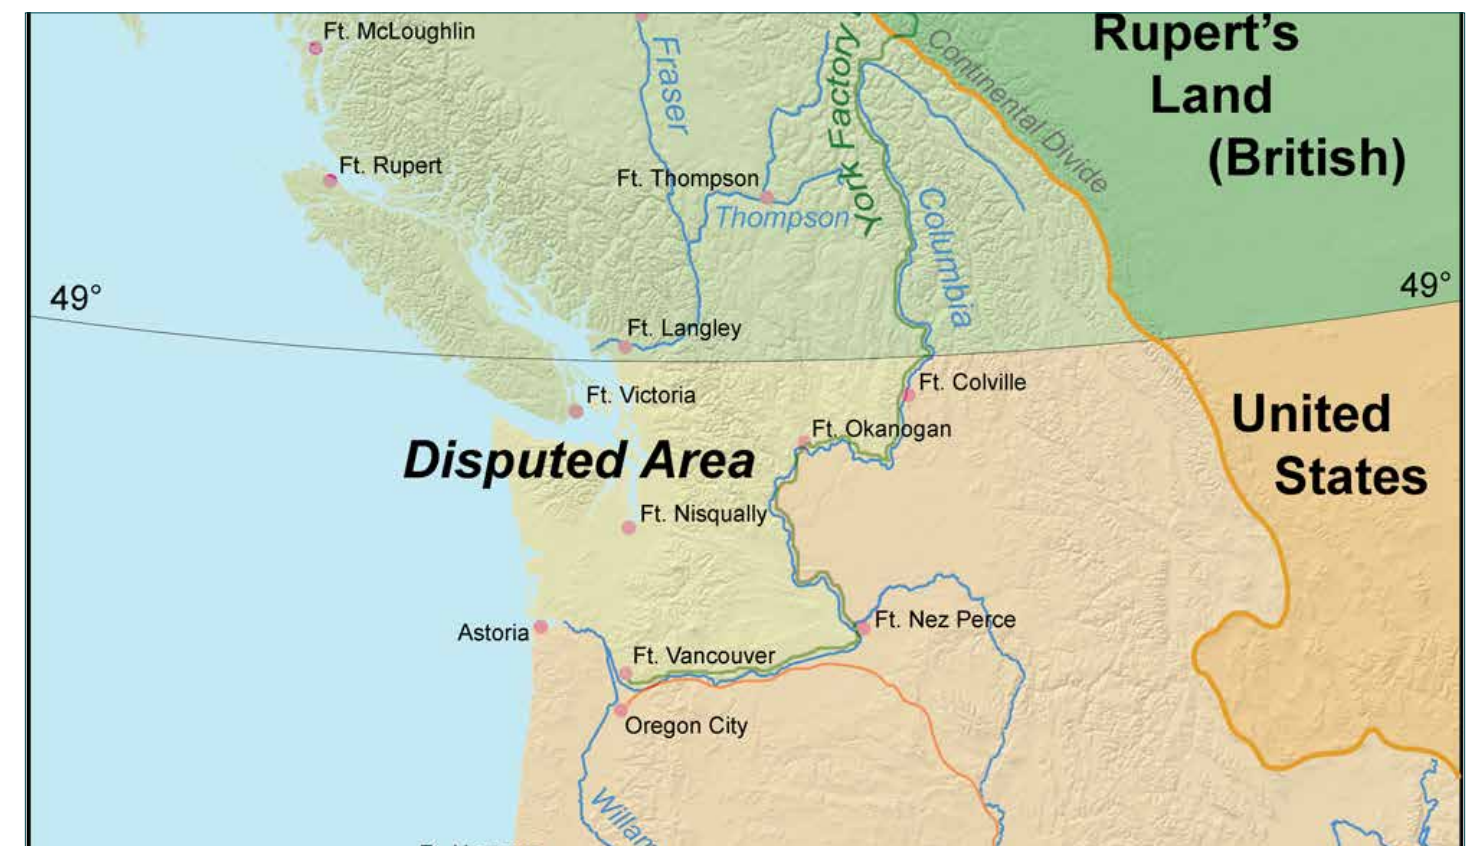 Rupert's
Land
(British)
Ft. McLoughlin
Fraser
York Factory
Continental Divide
Ft. Rupert
Ft. Thompson
Thompson
Columbia
49°
49°
Ft. Langley
Ft. Colville
Ft. Victoria
United
States
Ft. Okanogan
Disputed Area
Ft. Nisqually
Ft. Nez Perce
Astoria
Ft. Vancouver
Oregon City